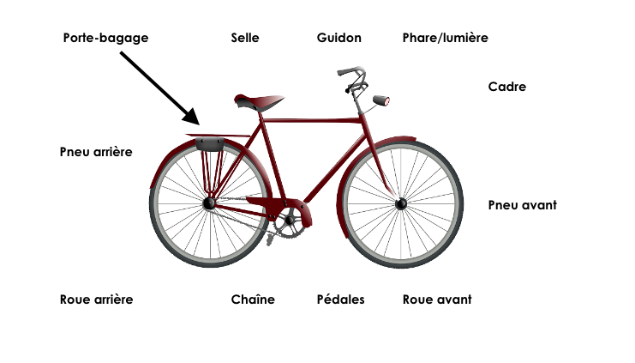 Porte-bagage
Selle
Guidon
Phare/lumière
Cadre
Pneu arrière
Pneu avant
Roue arrière
Chaîne
Pédales
Roue avant